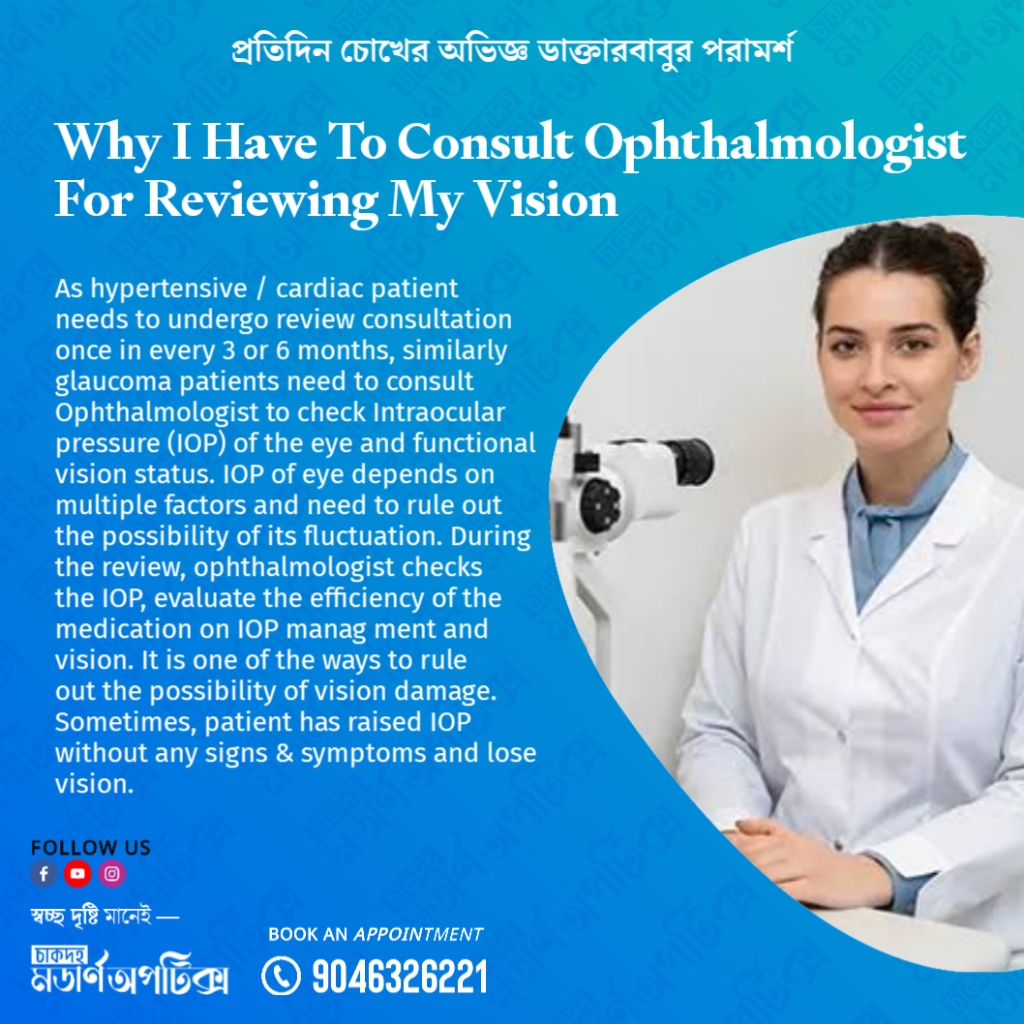 প্রতিদিন চোখের অভিজ্ঞ ডাক্তারবাবুর পরামর্শ
Why I Have To Consult Ophthalmologist
For Reviewing My Vision
As hypertensive / cardiac patient
needs to undergo review consultation
once in every 3 or 6 months, similarly
glaucoma patients need to consult
Ophthalmologist to check Intraocular
pressure (IOP) of the eye and functional
vision status. IOP of eye depends on
multiple factors and need to rule out
the possibility of its fluctuation. During
the review, ophthalmologist checks
the IOP, evaluate the efficiency of the
medication on IOP manag ment and
vision. It is one of the ways to rule
out the possibility of vision damage.
Sometimes, patient has raised IOP
without any signs & symptoms and lose
vision.
FOLLOW US
স্বচ্ছ দৃষ্টি মানেই —
চাকদহ
মডার্ণ অপটিক্স
BOOK AN APPOINTMENT
9046326221